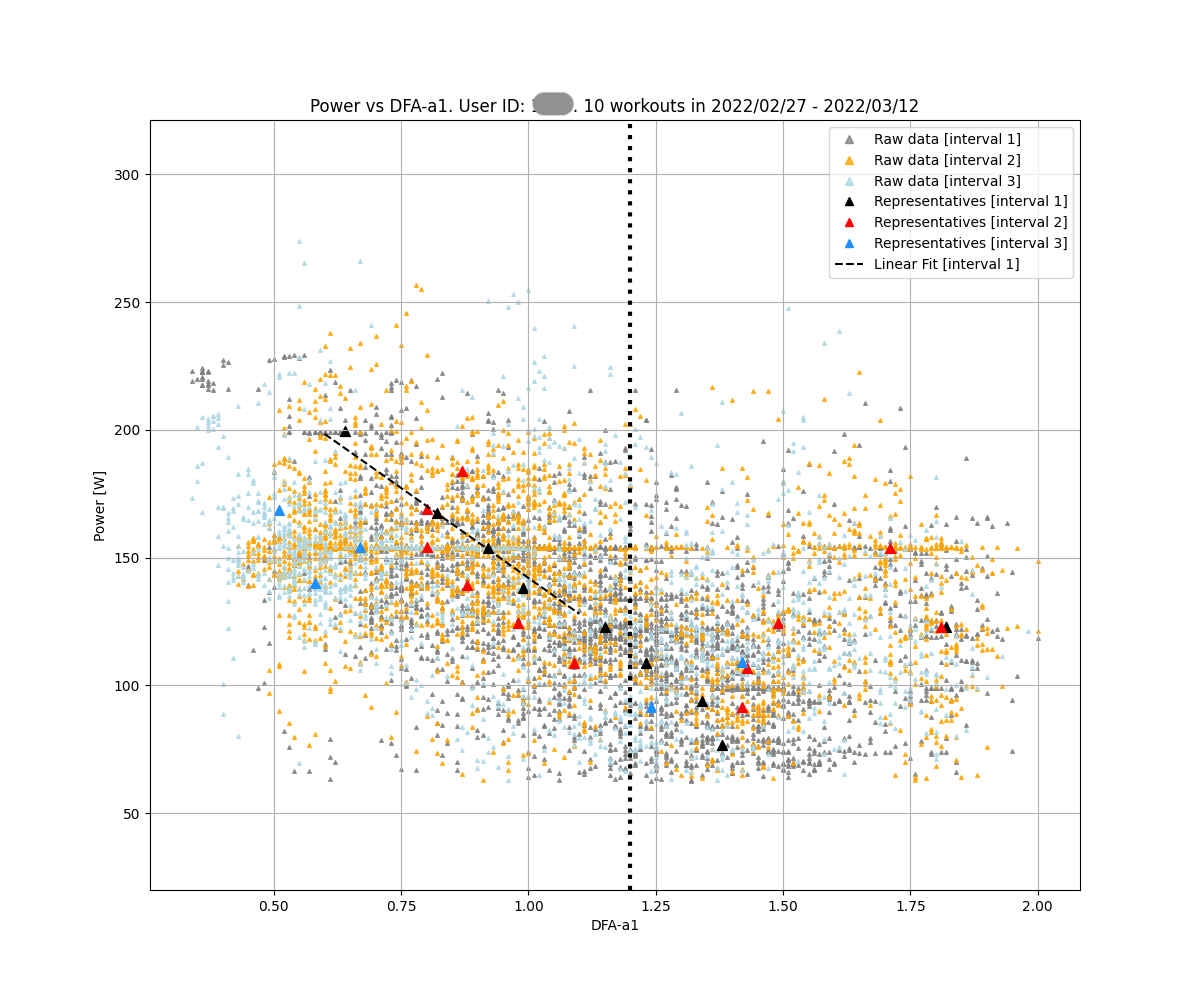 Power vs DFA-a1. User ID: . 10 workouts in 2022/02/27 - 2022/03/12
Raw data [interval 1]
Raw data [interval 2]
Raw data [interval 3]
Representatives [interval 1]
Representatives [interval 2]
Representatives [interval 3]
Linear Fit [interval 1]
300
250
200
150
100
50
Power [W]
0.50 0.75 1.00 1.25 1.50 1.75 2.00
DFA-a1